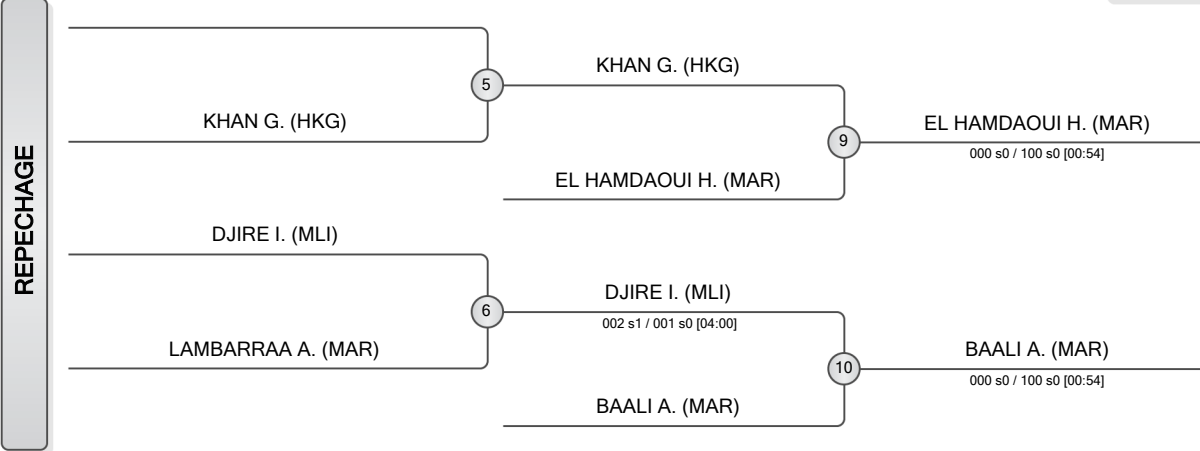 REPECHAGE
5
KHAN G. (HKG)
KHAN G. (HKG)
9
EL HAMDAOUI H. (MAR)
000 s0 / 100 s0 [00:54]
EL HAMDAOUI H. (MAR)
DJIRE I. (MLI)
6
DJIRE I. (MLI)
002 s1 / 001 s0 [04:00]
LAMBARRAA A. (MAR)
10
BAALI A. (MAR)
000 s0 / 100 s0 [00:54]
BAALI A. (MAR)